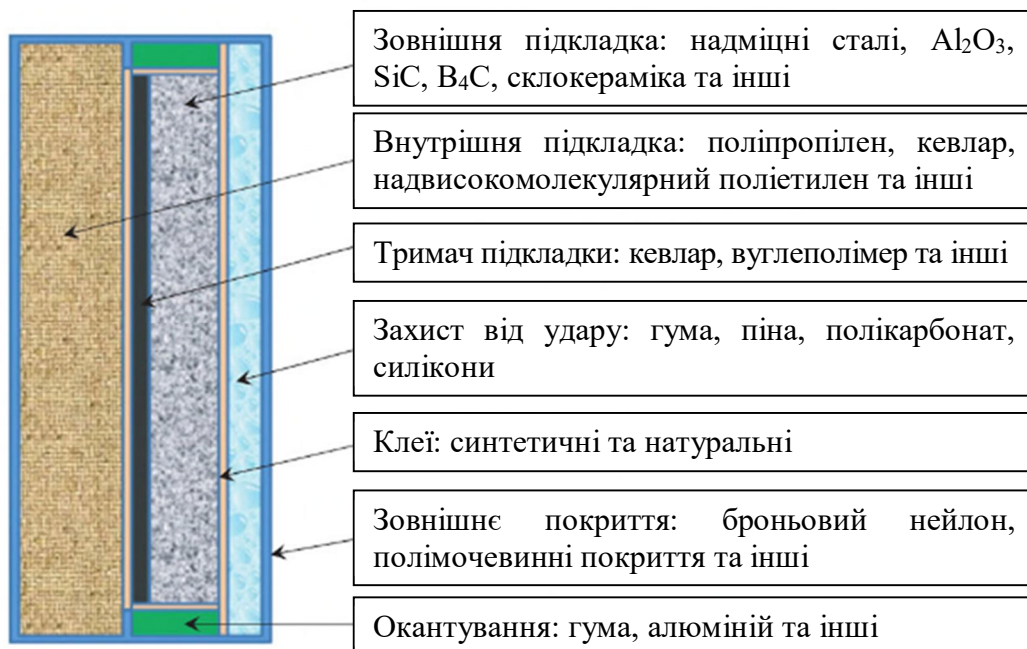 Зовнішня підкладка: надміцні сталі, Al₂O₃,
SiC, B₄C, склокераміка та інші
Внутрішня підкладка: поліпропілен, кевлар,
надвисокомолекулярний поліетилен та інші
Тримач підкладки: кевлар, вуглеполімер та інші
Захист від удару: гума, піна, полікарбонат,
силікони
Клеї: синтетичні та натуральні
Зовнішнє покриття: броньовий нейлон,
полімочевинні покриття та інші
Окантування: гума, алюміній та інші